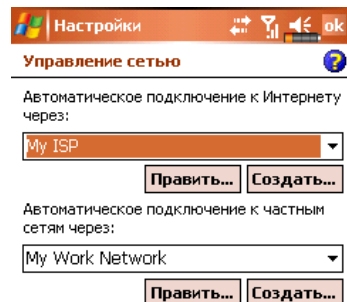 Настройки ok
Управление сетью
Автоматическое подключение к Интернету
через:
My ISP
Править... Создать...
Автоматическое подключение к частным
сетям через:
My Work Network
Править... Создать...